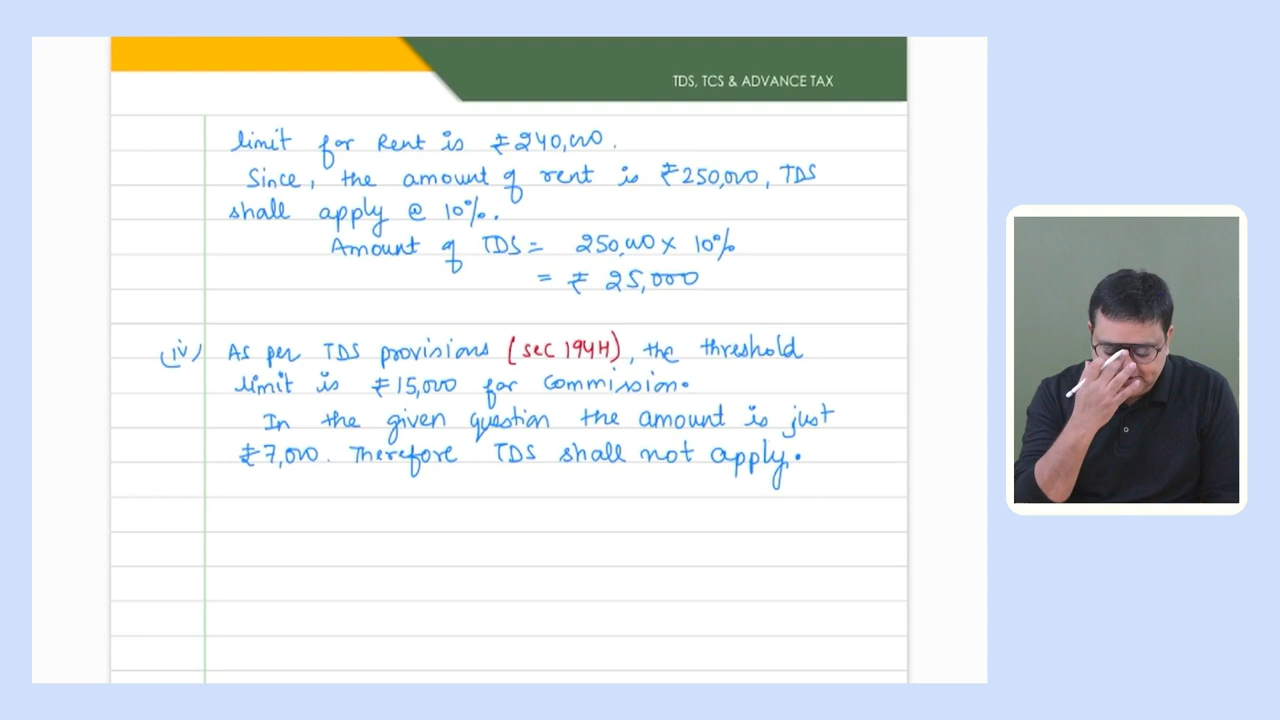 TDS, TCS & ADVANCE TAX
limit for Rent is ₹240,000.
Since, the amount of rent is ₹250,000, TDS
shall apply @ 10%.
Amount of TDS = 250,000 x 10%
= ₹ 25,000
(iv) As per TDS provisions (sec 194H), the threshold
limit is ₹15,000 for commission.
In the given question the amount is just
₹7,000. Therefore TDS shall not apply.